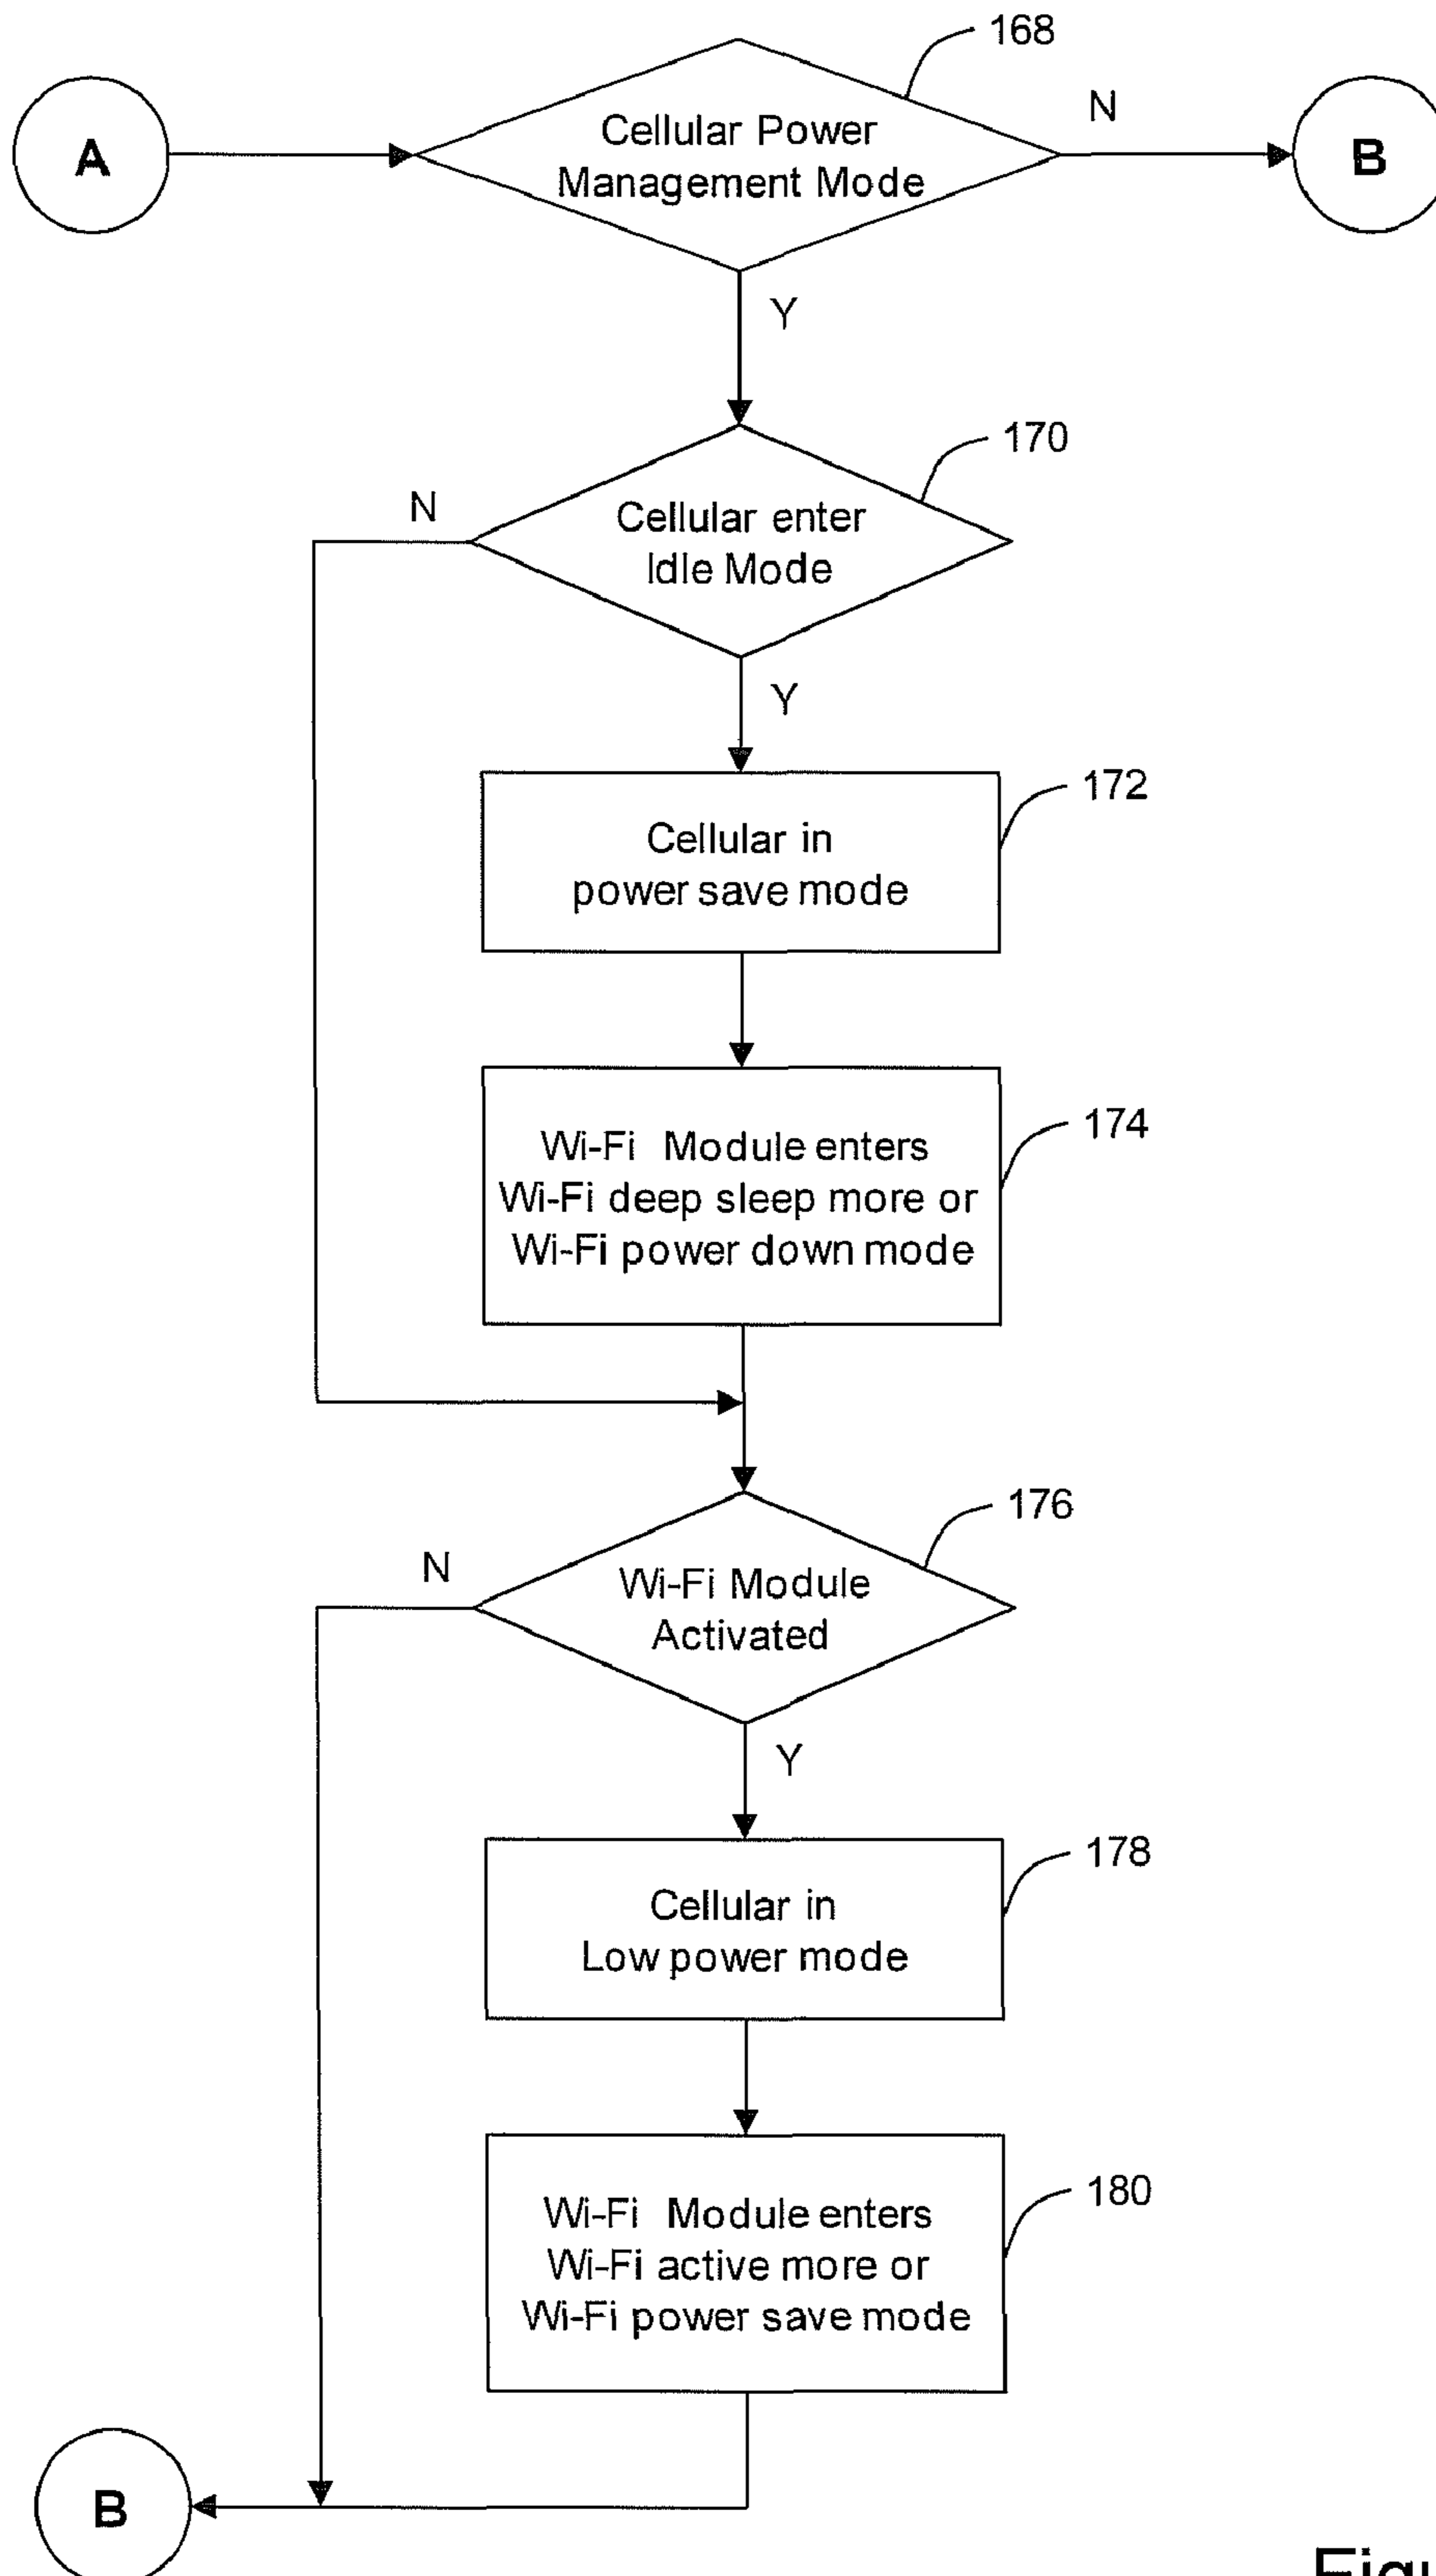 168
A
Cellular Power
Management Mode
N
B
Y
170
N
Cellular enter
Idle Mode
Y
172
Cellular in
power save mode
174
Wi-Fi Module enters
Wi-Fi deep sleep more or
Wi-Fi power down mode
176
N
Wi-Fi Module
Activated
Y
178
Cellular in
Low power mode
180
Wi-Fi Module enters
Wi-Fi active more or
Wi-Fi power save mode
B